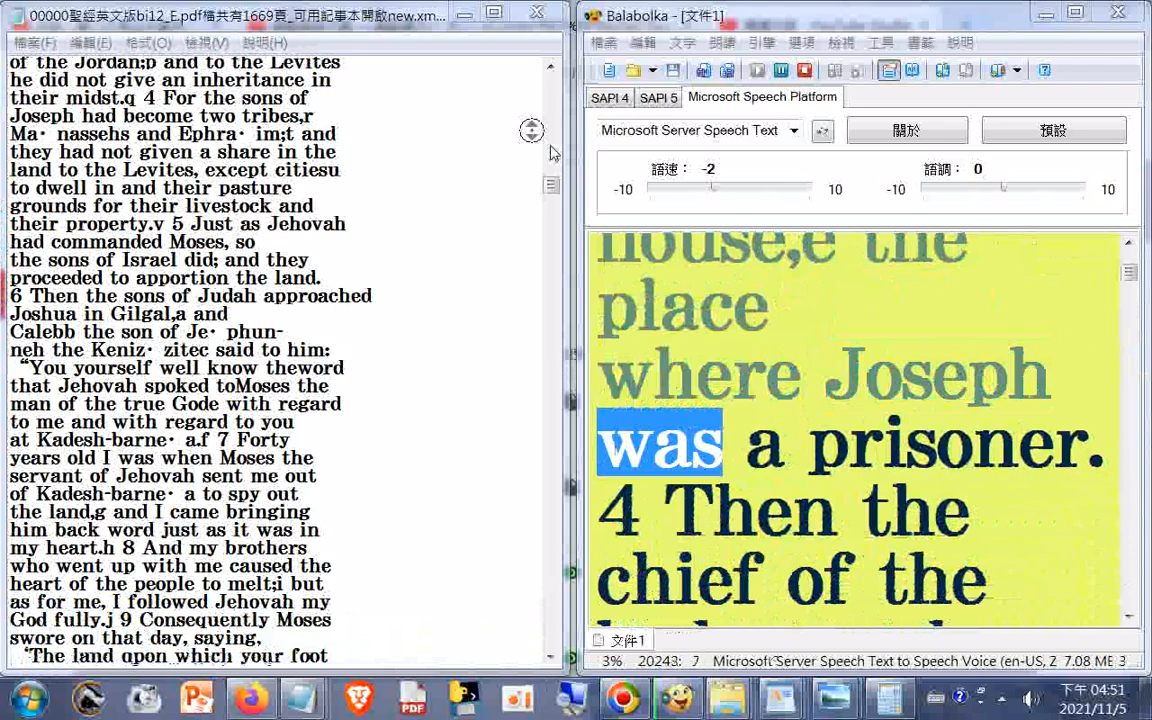 00000聖經英文版bi12_E.pdf檔共有1669頁_可用記事本開啟new.xm...
檔案(F) 編輯(E) 格式(O) 檢視(V) 說明(H)
of the Jordan;p and to the Levites
he did not give an inheritance in
their midst.q 4 For the sons of
Joseph had become two tribes,r
Ma· nassehs and Ephra· im;t and
they had not given a share in the
land to the Levites, except citiesu
to dwell in and their pasture
grounds for their livestock and
their property.v 5 Just as Jehovah
had commanded Moses, so
the sons of Israel did; and they
proceeded to apportion the land.
6 Then the sons of Judah approached
Joshua in Gilgal,a and
Calebb the son of Je· phun-
neh the Keniz· zitec said to him:
“You yourself well know theword
that Jehovah spoked toMoses the
man of the true Gode with regard
to me and with regard to you
at Kadesh-barne· a.f 7 Forty
years old I was when Moses the
servant of Jehovah sent me out
of Kadesh-barne· a to spy out
the land,g and I came bringing
him back word just as it was in
my heart.h 8 And my brothers
who went up with me caused the
heart of the people to melt;i but
as for me, I followed Jehovah my
God fully.j 9 Consequently Moses
swore on that day, saying,
‘The land upon which your foot
Balabolka - [文件1]
檔案 編輯 文字 朗讀 引擎 選項 檢視 工具 書籤 說明
SAPI 4 SAPI 5 Microsoft Speech Platform
Microsoft Server Speech Text 關於 預設
語速： -2 語調： 0
-10 10 -10 10
house,e the
place
where Joseph
was a prisoner.
4 Then the
chief of the
文件1
3% 20243: 7 Microsoft Server Speech Text to Speech Voice (en-US, 2 7.08 ME 3
PDF
下午 04:51
2021/11/5